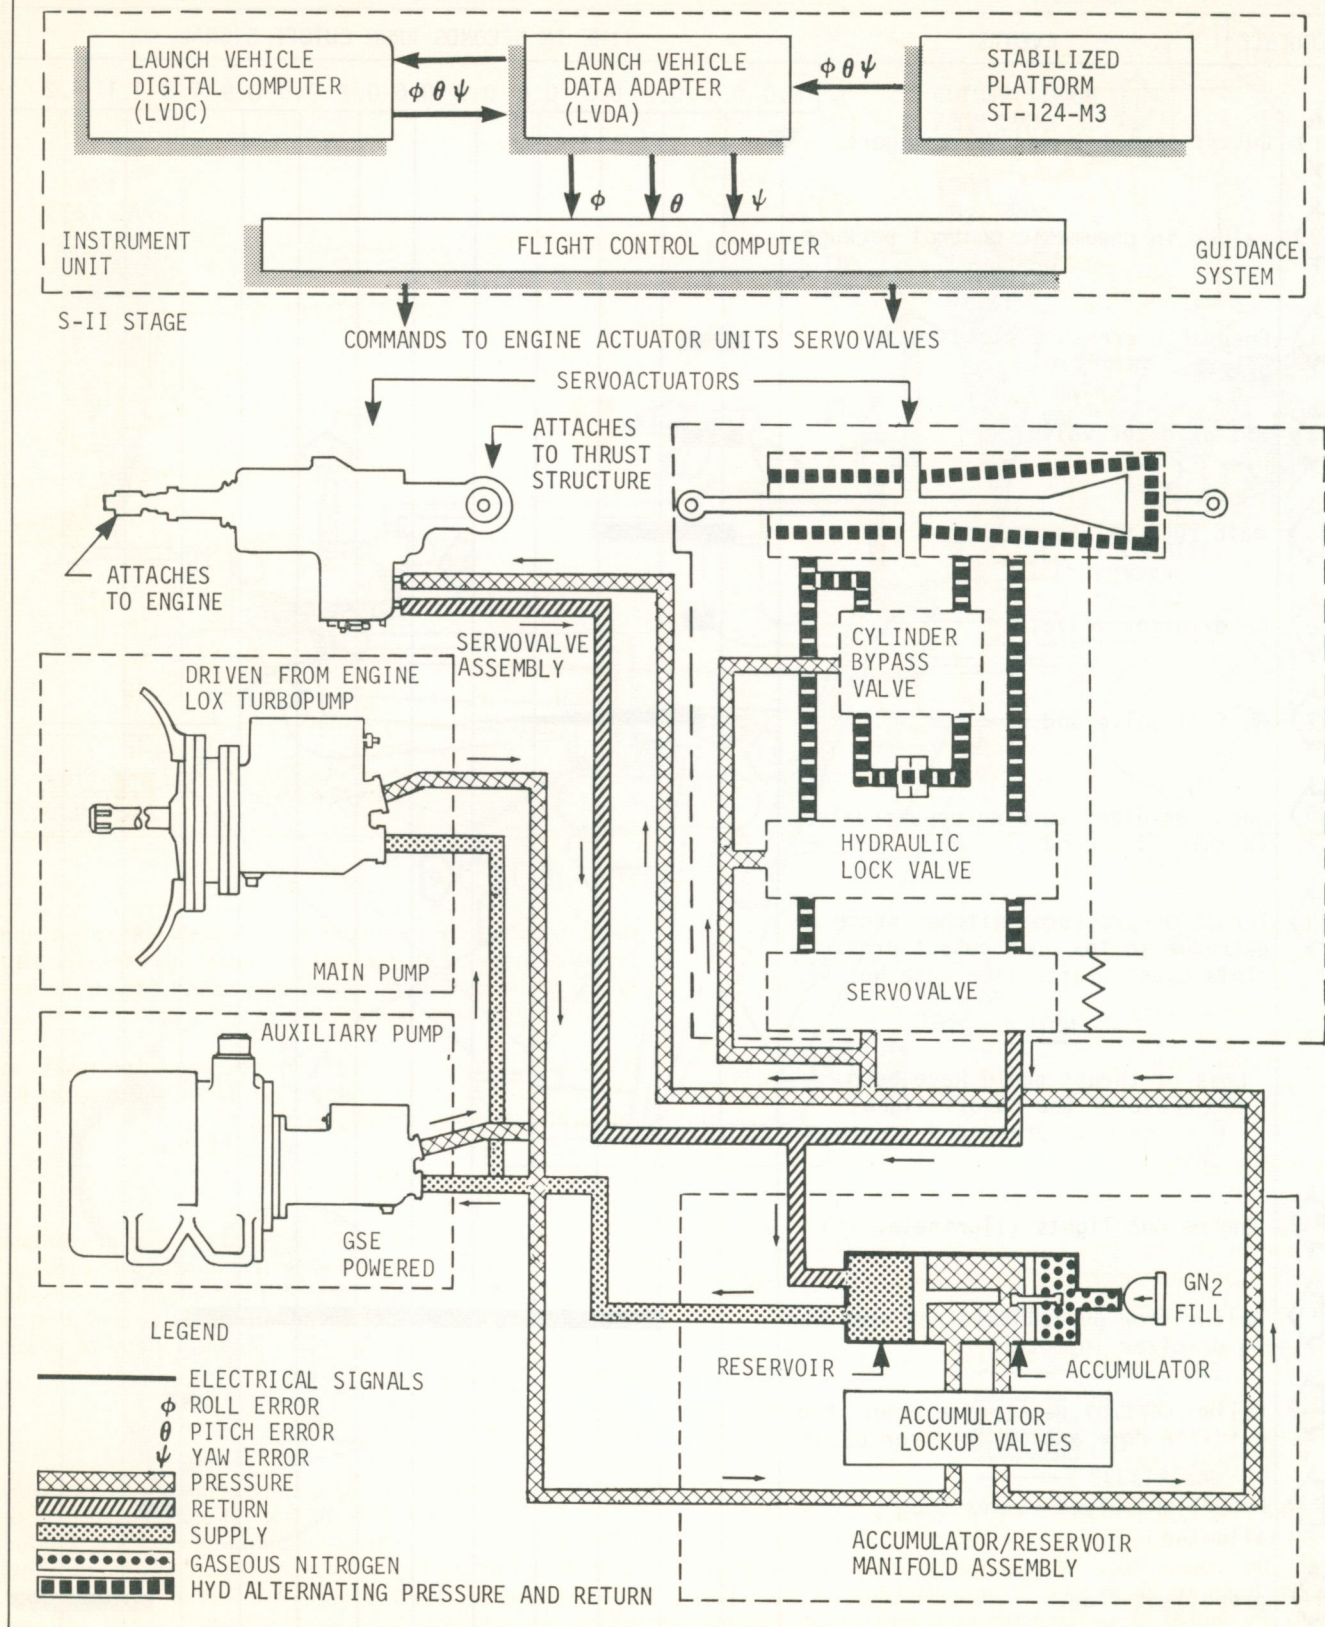 LAUNCH VEHICLE
DIGITAL COMPUTER
(LVDC)
ϕ θ ψ
LAUNCH VEHICLE
DATA ADAPTER
(LVDA)
ϕ θ ψ
STABILIZED
PLATFORM
ST-124-M3
ϕ
θ
ψ
INSTRUMENT
UNIT
FLIGHT CONTROL COMPUTER
GUIDANCE
SYSTEM
S-II STAGE
COMMANDS TO ENGINE ACTUATOR UNITS SERVOVALVES
SERVOACTUATORS
ATTACHES
TO THRUST
STRUCTURE
ATTACHES
TO ENGINE
SERVOVALVE
ASSEMBLY
CYLINDER
BYPASS
VALVE
DRIVEN FROM ENGINE
LOX TURBOPUMP
MAIN PUMP
HYDRAULIC
LOCK VALVE
SERVOVALVE
AUXILIARY PUMP
GSE
POWERED
GN2
FILL
RESERVOIR
ACCUMULATOR
ACCUMULATOR
LOCKUP VALVES
ACCUMULATOR/RESERVOIR
MANIFOLD ASSEMBLY
LEGEND
ELECTRICAL SIGNALS
ϕ ROLL ERROR
θ PITCH ERROR
ψ YAW ERROR
PRESSURE
RETURN
SUPPLY
GASEOUS NITROGEN
HYD ALTERNATING PRESSURE AND RETURN